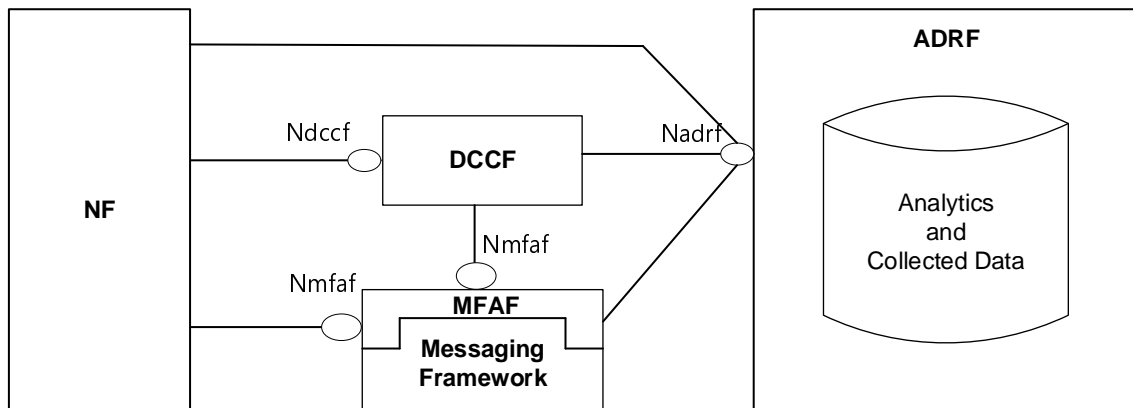 ADRF
Ndccf
Nadrf
DCCF
NF
Analytics
and
Collected Data
Nmfaf
Nmfaf
MFAF
Messaging
Framework